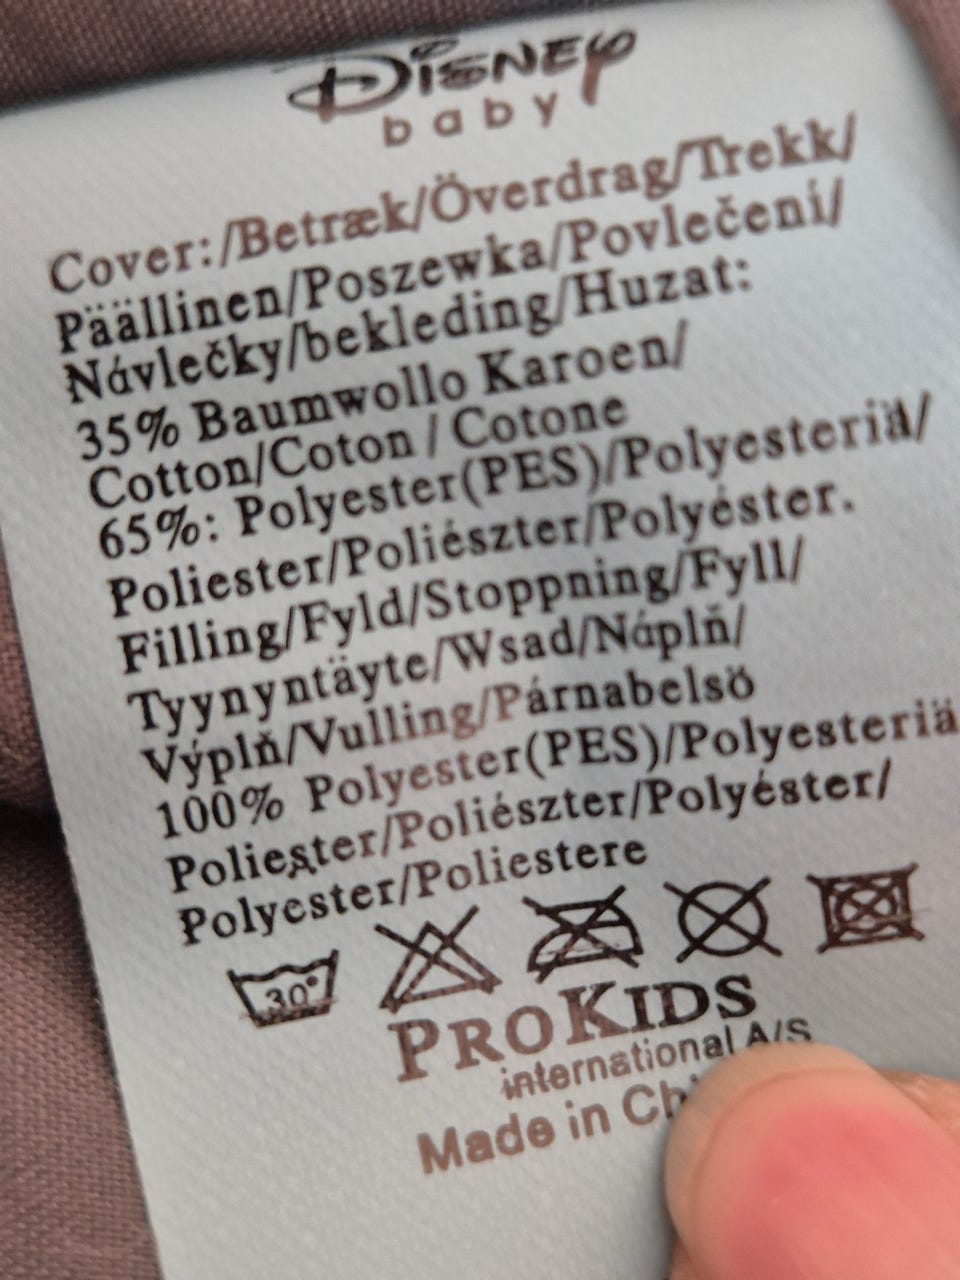 Disney
baby
Cover:/Betræk/Överdrag/Trekk/
Päällinen/Poszewka/Povlečení/
Návlečky/bekleding/Huzat:
35% Baumwollo Karoen/
Cotton/Coton / Cotone
65%: Polyester(PES)/Polyesteriä/
Poliester/Poliészter/Polyéster.
Filling/Fyld/Stoppning/Fyll/
Tyynyntäyte/Wsad/Náplň/
Výplň/Vulling/Párnabelsö
100% Polyester(PES)/Polyesteriä
Poliester/Poliészter/Polyéster/
Polyester/Poliestere
30°
PROKIDS
international A/S
Made in Ch